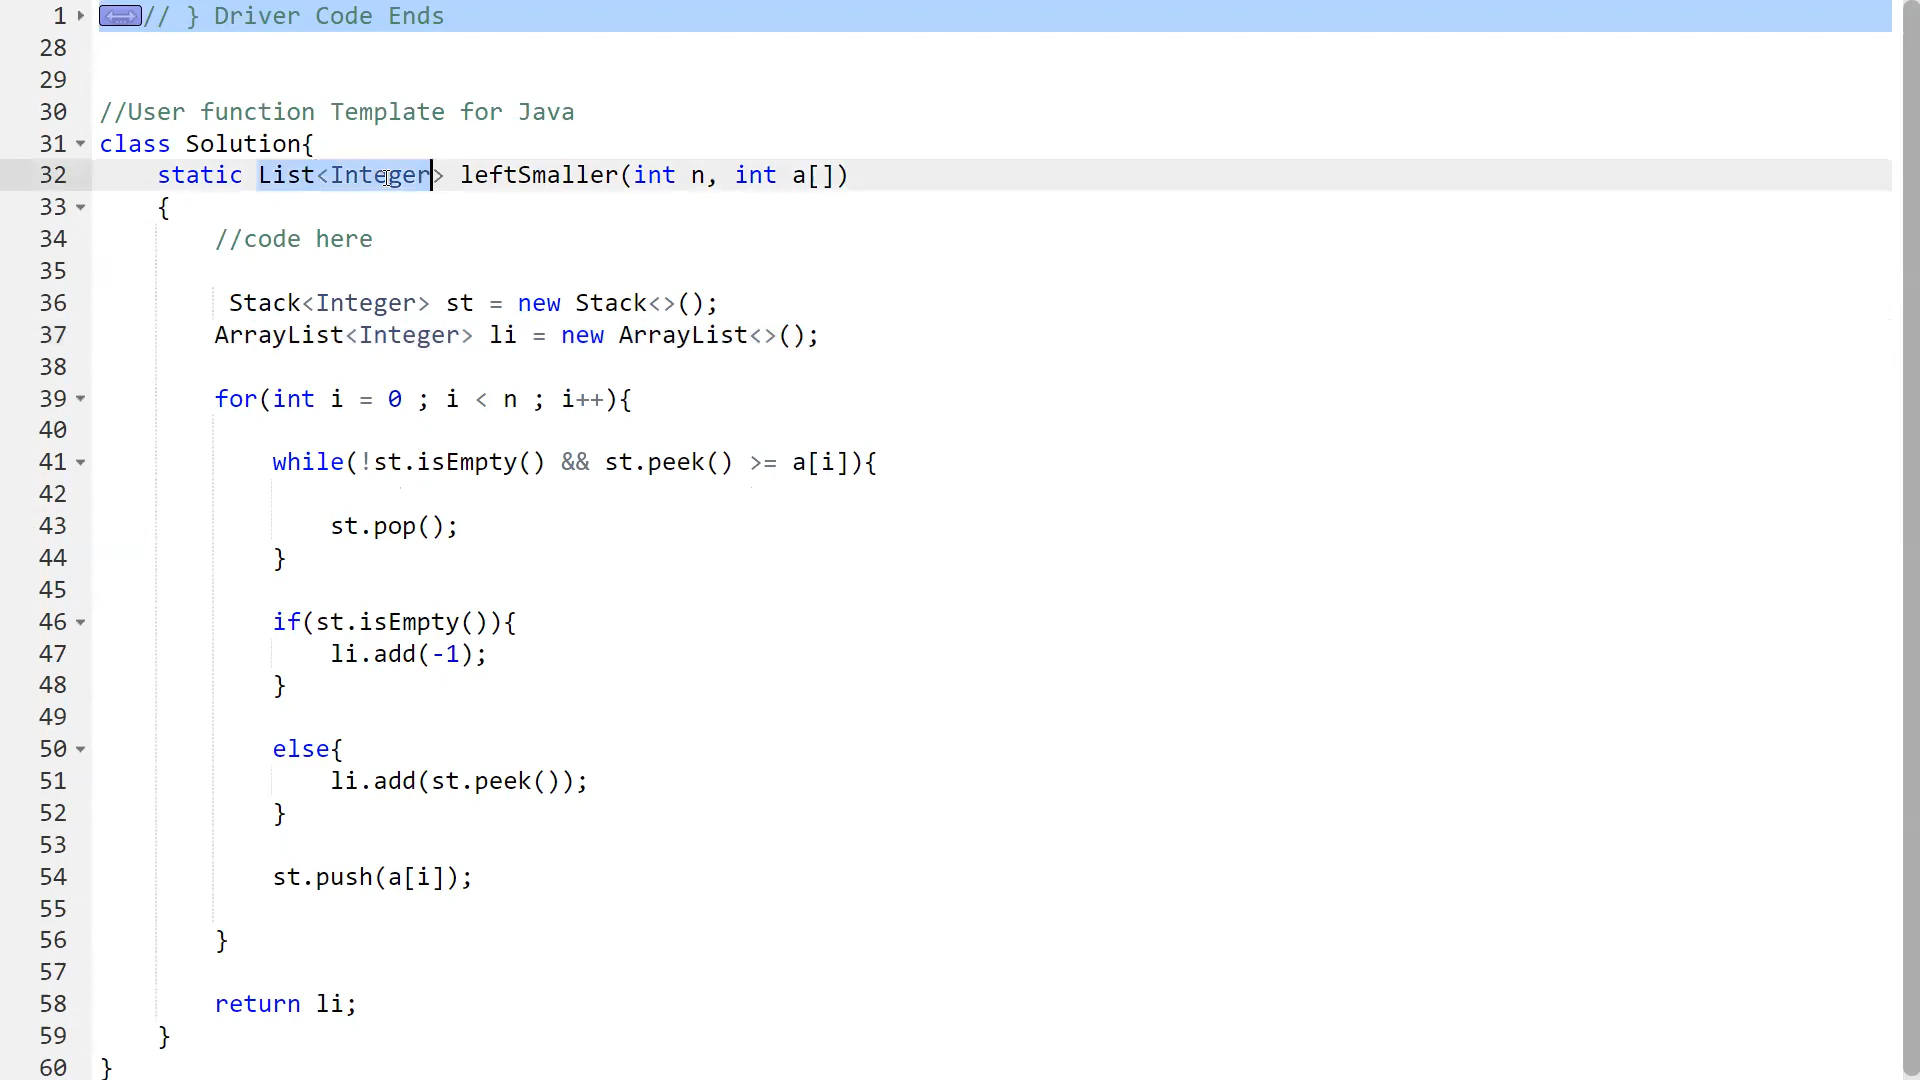 1 // } Driver Code Ends
28
29
30 //User function Template for Java
31 class Solution{
32 static List<Integer> leftSmaller(int n, int a[])
33 {
34 //code here
35
36 Stack<Integer> st = new Stack<>();
37 ArrayList<Integer> li = new ArrayList<>();
38
39 for(int i = 0 ; i < n ; i++){
40
41 while(!st.isEmpty() && st.peek() >= a[i]){
42
43 st.pop();
44 }
45
46 if(st.isEmpty()){
47 li.add(-1);
48 }
49
50 else{
51 li.add(st.peek());
52 }
53
54 st.push(a[i]);
55
56 }
57
58 return li;
59 }
60 }